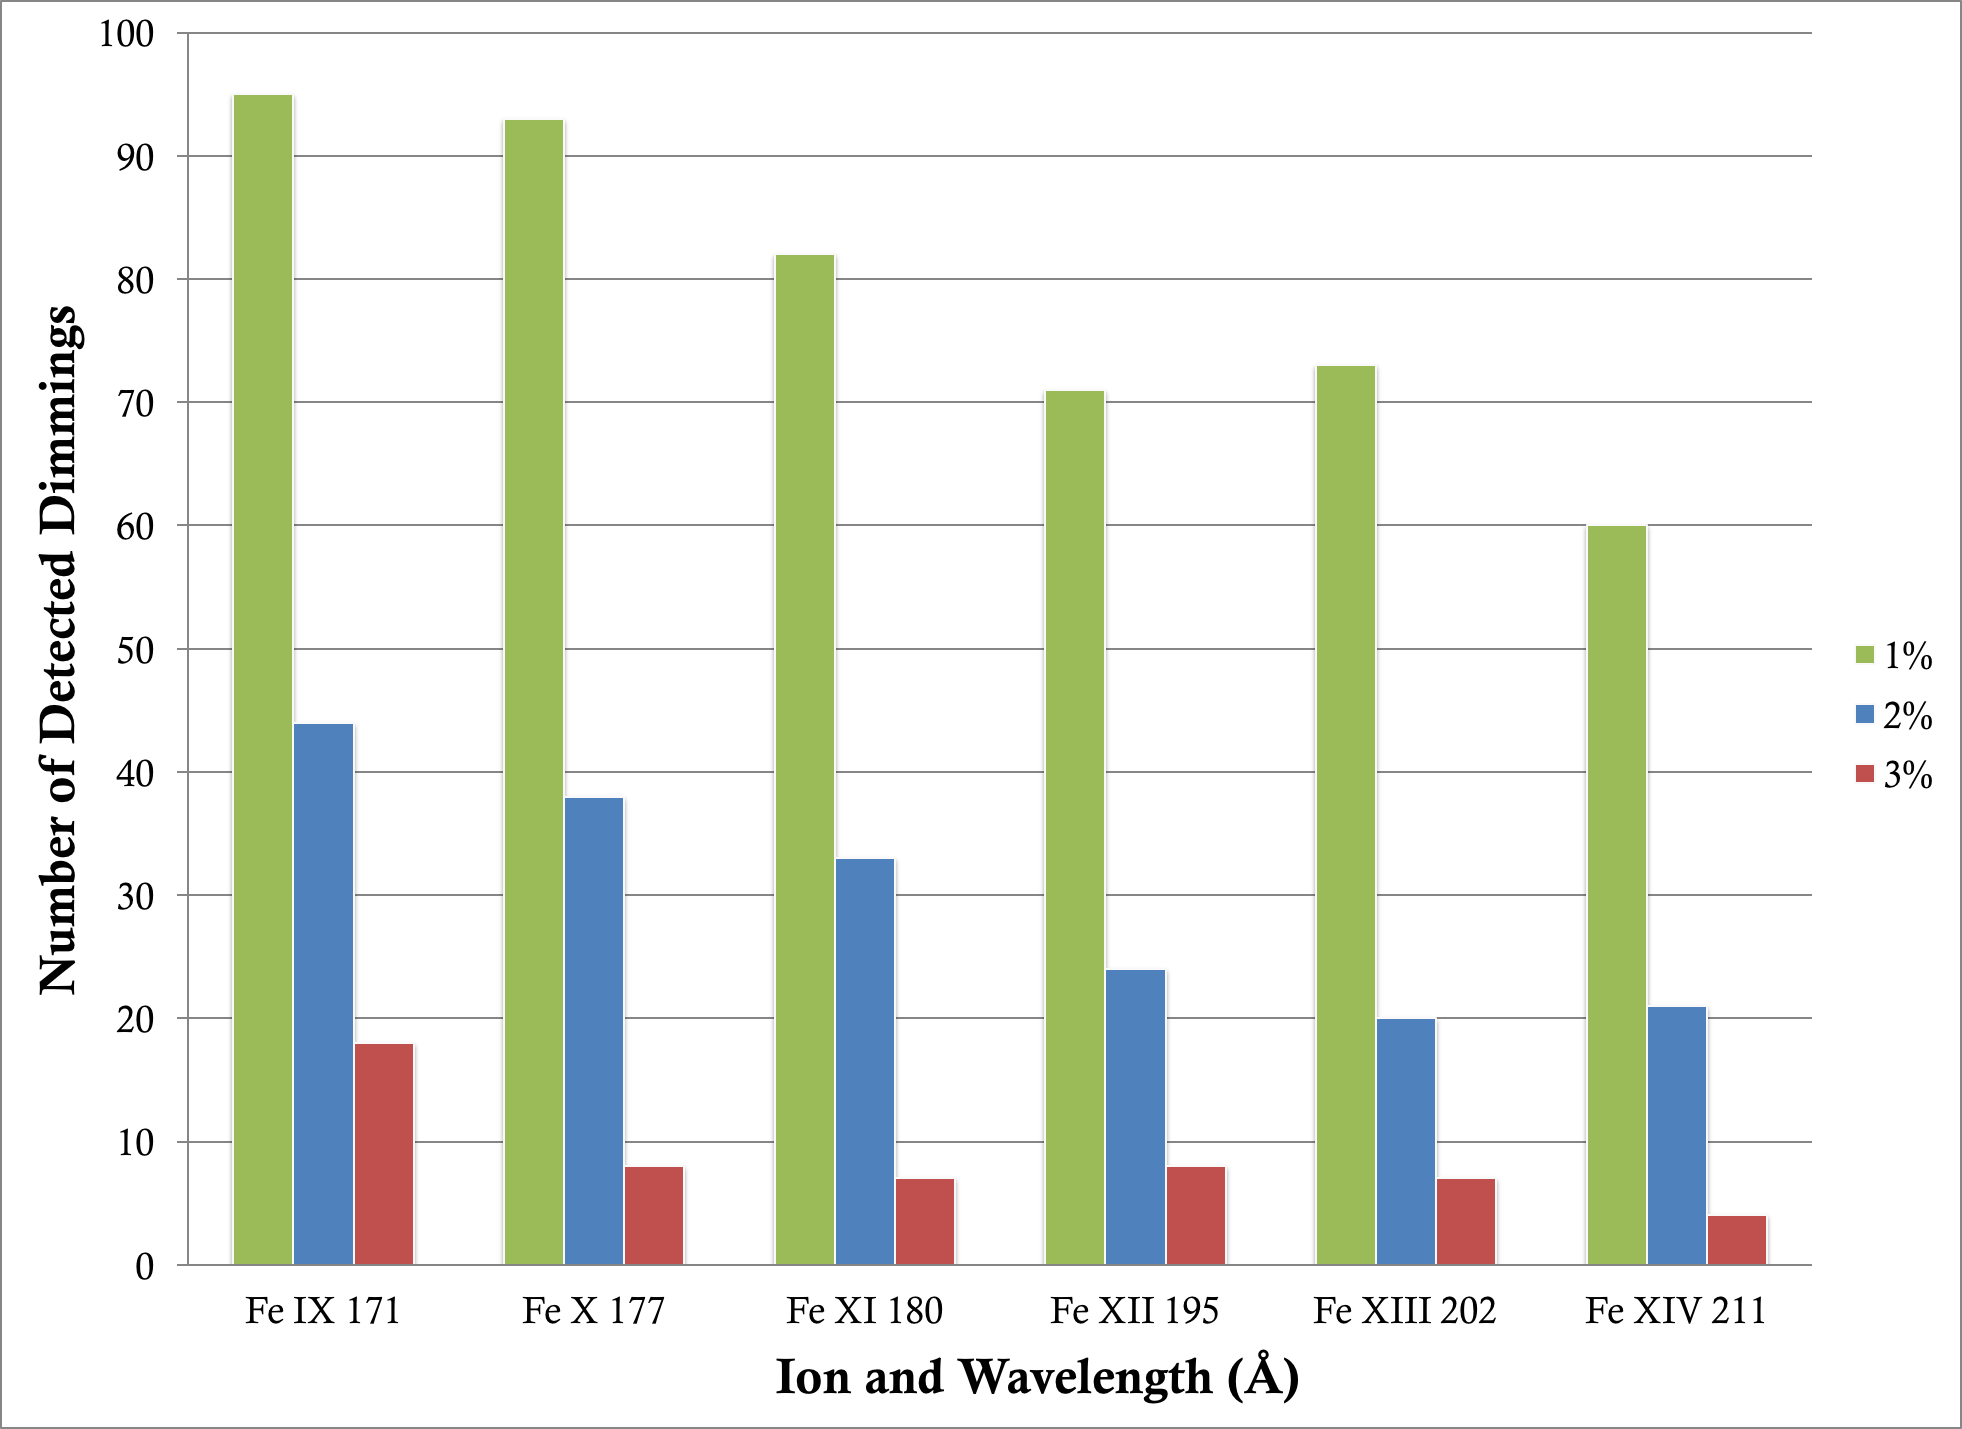 Number of Detected Dimmings
100
90
80
70
60
50
40
30
20
10
0
Fe IX 171
Fe X 177
Fe XI 180
Fe XII 195
Fe XIII 202
Fe XIV 211
Ion and Wavelength (Å)
1%
2%
3%